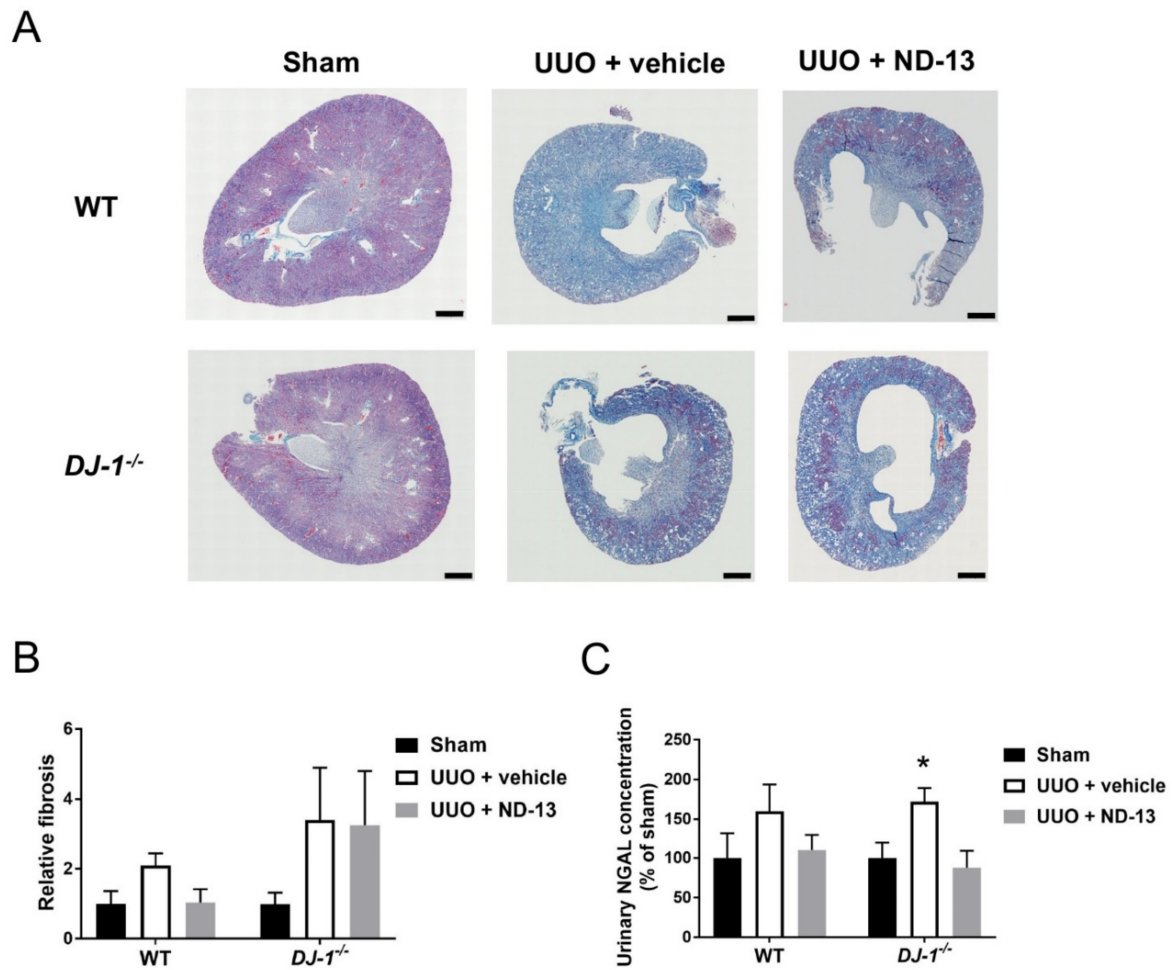 A
Sham UUO + vehicle UUO + ND-13
WT
DJ-1-/-
B
C
Relative fibrosis
6
4
2
0
WT DJ-1-/-
Sham
UUO + vehicle
UUO + ND-13
Urinary NGAL concentration
(% of sham)
250
200
150
100
50
0
*
WT DJ-1-/-
Sham
UUO + vehicle
UUO + ND-13